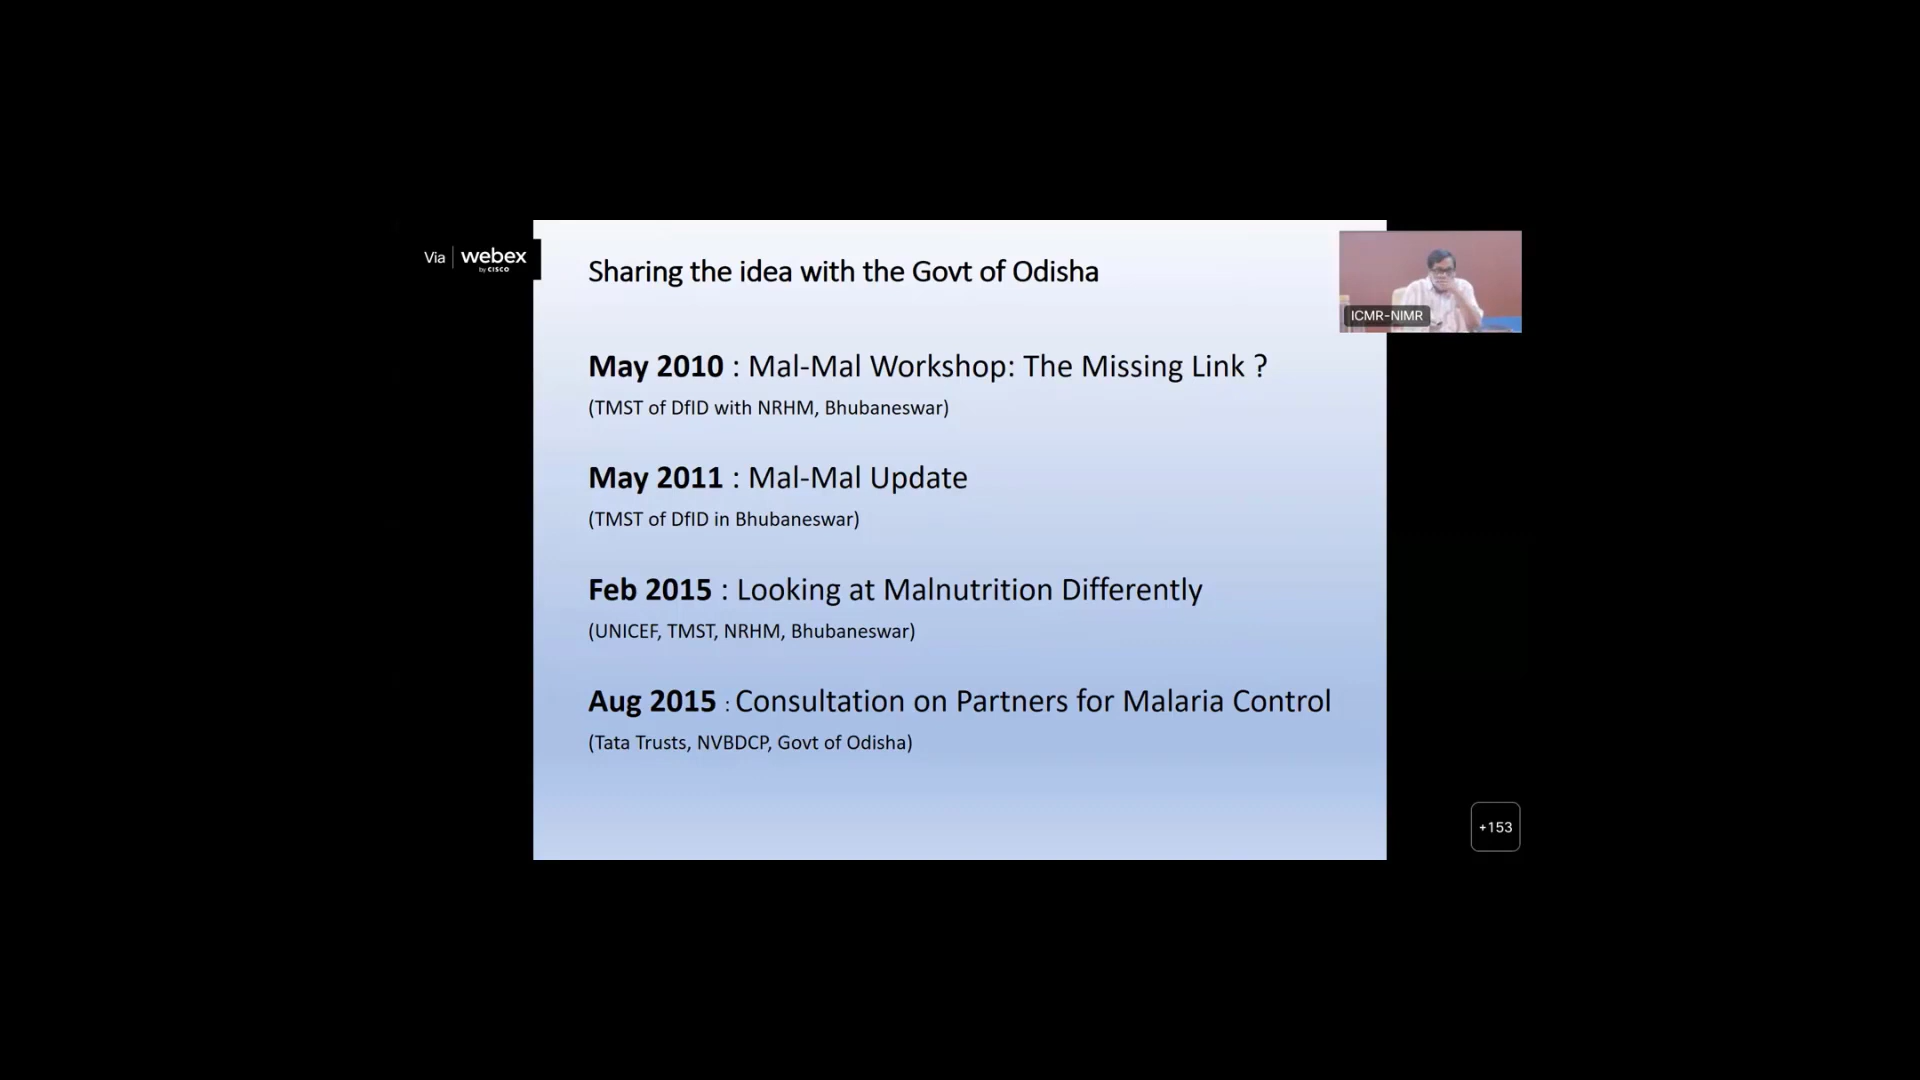 Via | webex
by CISCO
Sharing the idea with the Govt of Odisha
ICMR-NIMR
May 2010 : Mal-Mal Workshop: The Missing Link ?
(TMST of DfID with NRHM, Bhubaneswar)
May 2011 : Mal-Mal Update
(TMST of DfID in Bhubaneswar)
Feb 2015 : Looking at Malnutrition Differently
(UNICEF, TMST, NRHM, Bhubaneswar)
Aug 2015 : Consultation on Partners for Malaria Control
(Tata Trusts, NVBDCP, Govt of Odisha)
+153